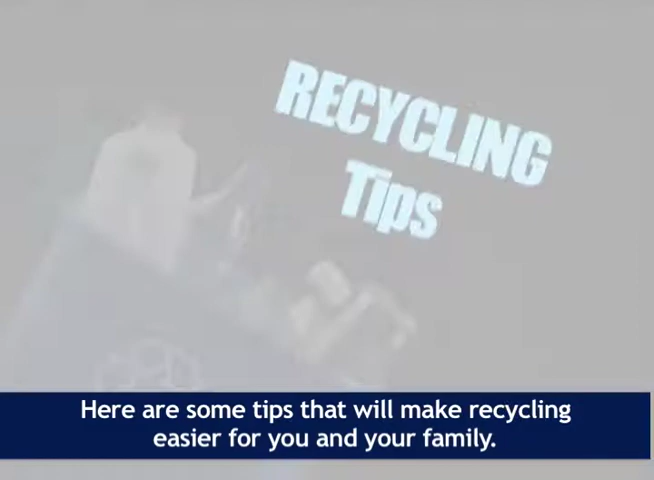 RECYCLING
Tips
Here are some tips that will make recycling
easier for you and your family.